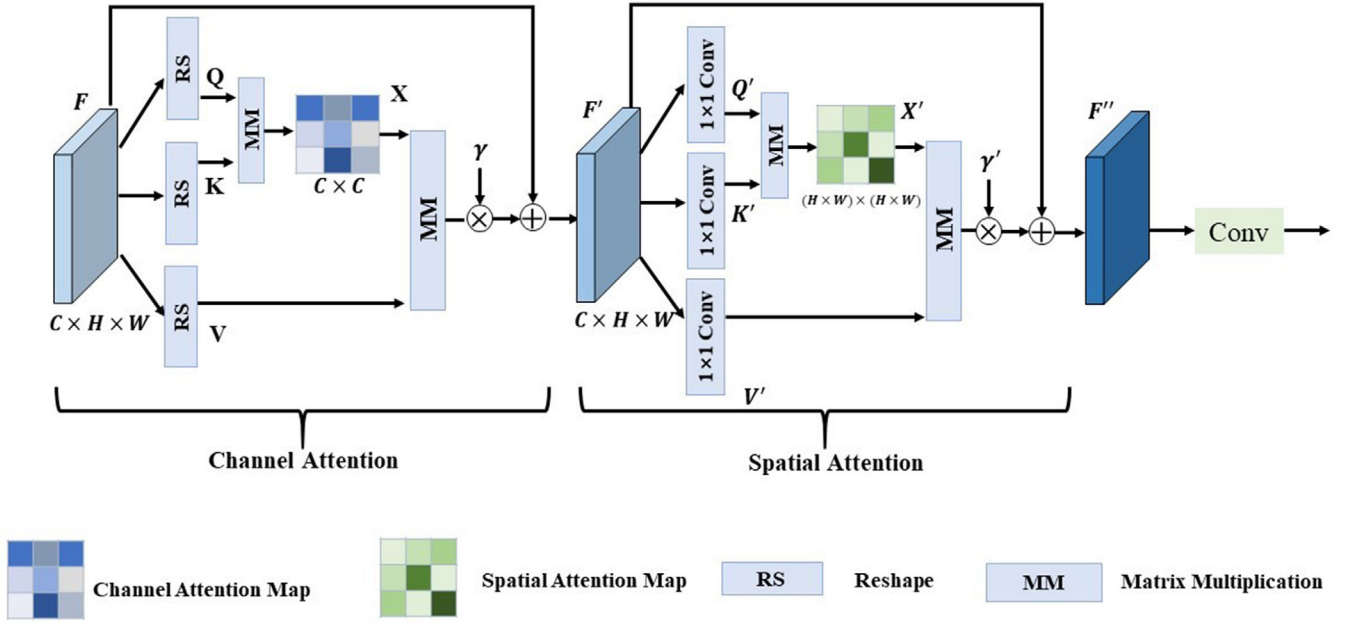 F
RS
Q
RS
K
RS
V
MM
X
C × C
MM
γ
×
+
C × H × W
Channel Attention
F′
1×1 Conv
Q′
1×1 Conv
K′
1×1 Conv
V′
MM
X′
(H × W) × (H × W)
MM
γ′
×
+
C × H × W
Spatial Attention
F′′
Conv
Channel Attention Map
Spatial Attention Map
RS
Reshape
MM
Matrix Multiplication